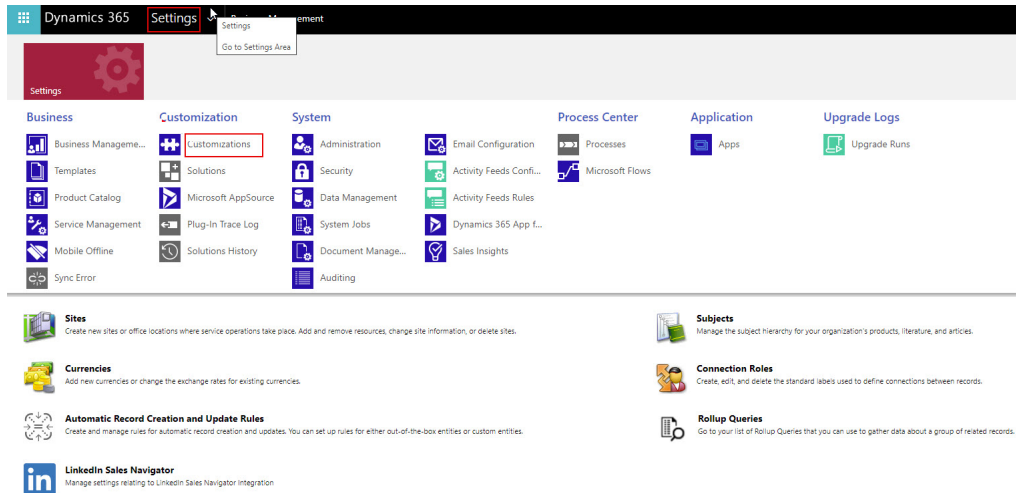 Dynamics 365 Settings Business Management
Settings
Go to Settings Area
Settings
Business
Business Manageme...
Templates
Product Catalog
Service Management
Mobile Offline
Sync Error
Customization
Customizations
Solutions
Microsoft AppSource
Plug-In Trace Log
Solutions History
System
Administration
Security
Data Management
System Jobs
Document Manage...
Auditing
Email Configuration
Activity Feeds Confi...
Activity Feeds Rules
Dynamics 365 App f...
Sales Insights
Process Center
Processes
Microsoft Flows
Application
Apps
Upgrade Logs
Upgrade Runs
Sites
Create new sites or office locations where service operations take place. Add and remove resources, change site information, or delete sites.
Subjects
Manage the subject hierarchy for your organization's products, literature, and articles.
Currencies
Add new currencies or change the exchange rates for existing currencies.
Connection Roles
Create, edit, and delete the standard labels used to define connections between records.
Automatic Record Creation and Update Rules
Create and manage rules for automatic record creation and updates. You can set up rules for either out-of-the-box entities or custom entities.
Rollup Queries
Go to your list of Rollup Queries that you can use to gather data about a group of related records.
in
LinkedIn Sales Navigator
Manage settings relating to LinkedIn Sales Navigator Integration